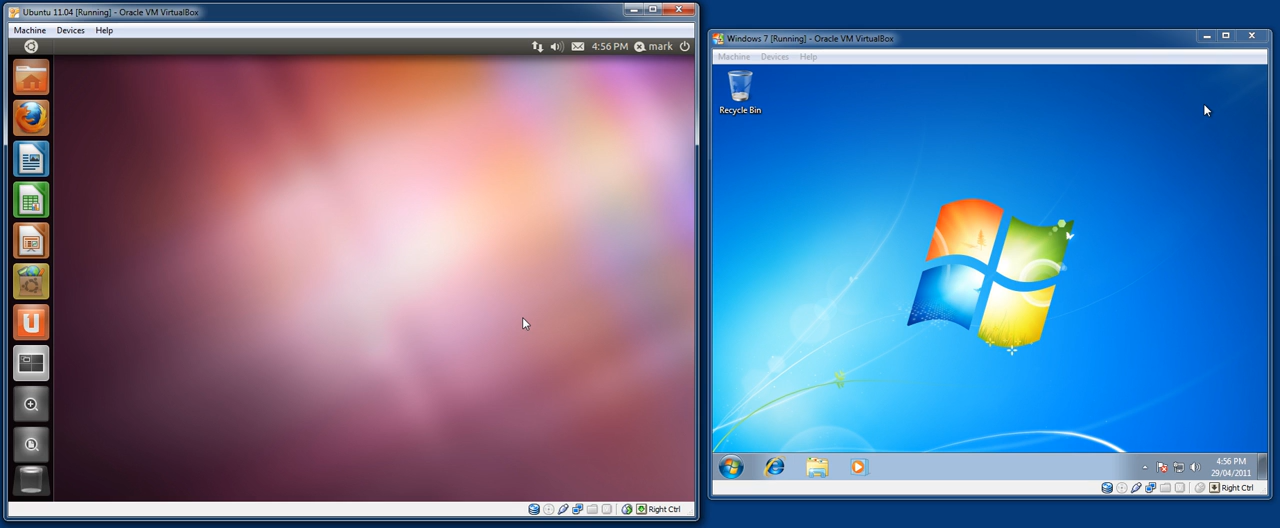 Ubuntu 11.04 [Running] - Oracle VM VirtualBox
Machine Devices Help
4:56 PM mark
Right Ctrl
Windows 7 [Running] - Oracle VM VirtualBox
Machine Devices Help
Recycle Bin
4:56 PM
29/04/2011
Right Ctrl